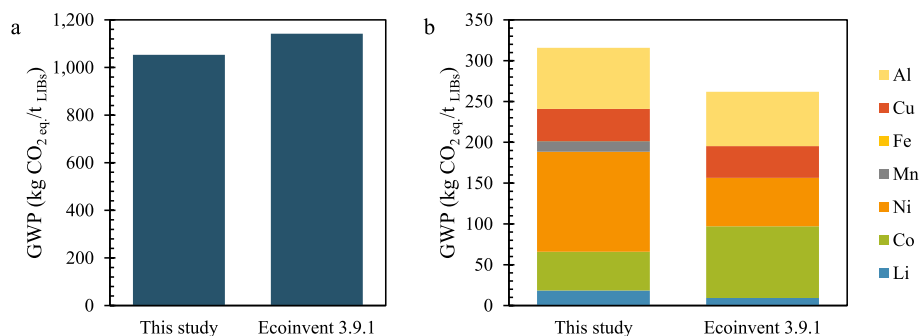 a
GWP (kg CO2 eq./t LIBs)
1,200
1,000
800
600
400
200
0
This study
Ecoinvent 3.9.1
b
GWP (kg CO2 eq./t LIBs)
350
300
250
200
150
100
50
0
This study
Ecoinvent 3.9.1
Al
Cu
Fe
Mn
Ni
Co
Li